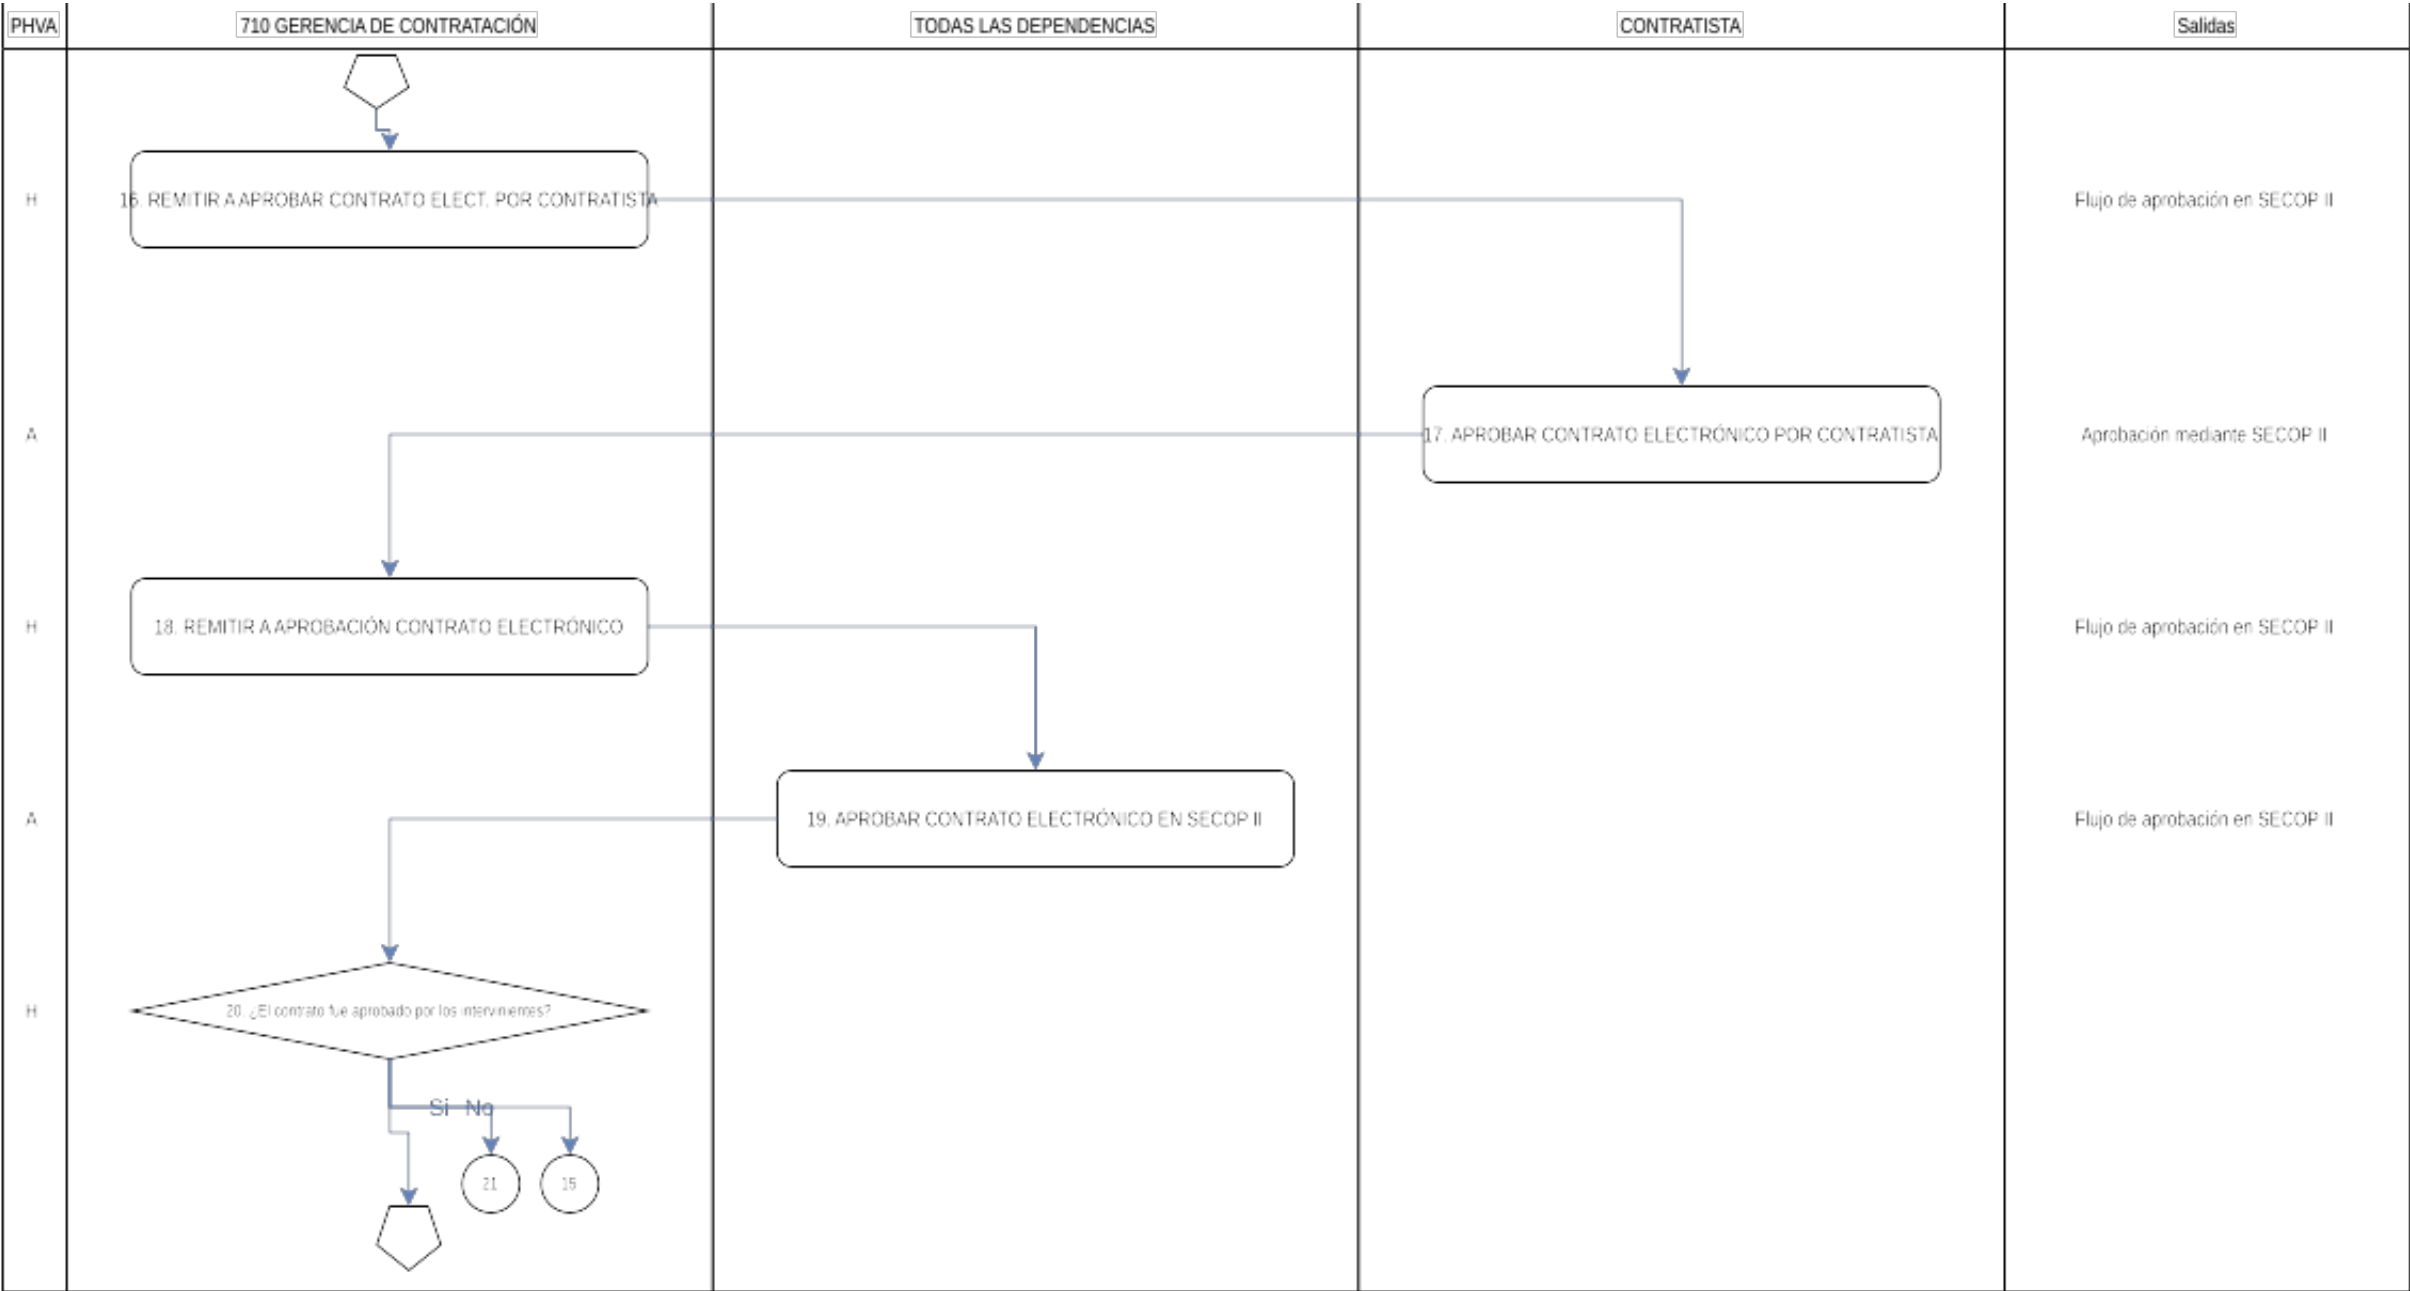 PHVA
710 GERENCIA DE CONTRATACIÓN
TODAS LAS DEPENDENCIAS
CONTRATISTA
Salidas
H
16. REMITIR A APROBAR CONTRATO ELECT. POR CONTRATISTA
Flujo de aprobación en SECOP II
A
17. APROBAR CONTRATO ELECTRÓNICO POR CONTRATISTA
Aprobación mediante SECOP II
H
18. REMITIR A APROBACIÓN CONTRATO ELECTRÓNICO
Flujo de aprobación en SECOP II
A
19. APROBAR CONTRATO ELECTRÓNICO EN SECOP II
Flujo de aprobación en SECOP II
H
20. ¿El contrato fue aprobado por los intervinientes?
Si No
21
15